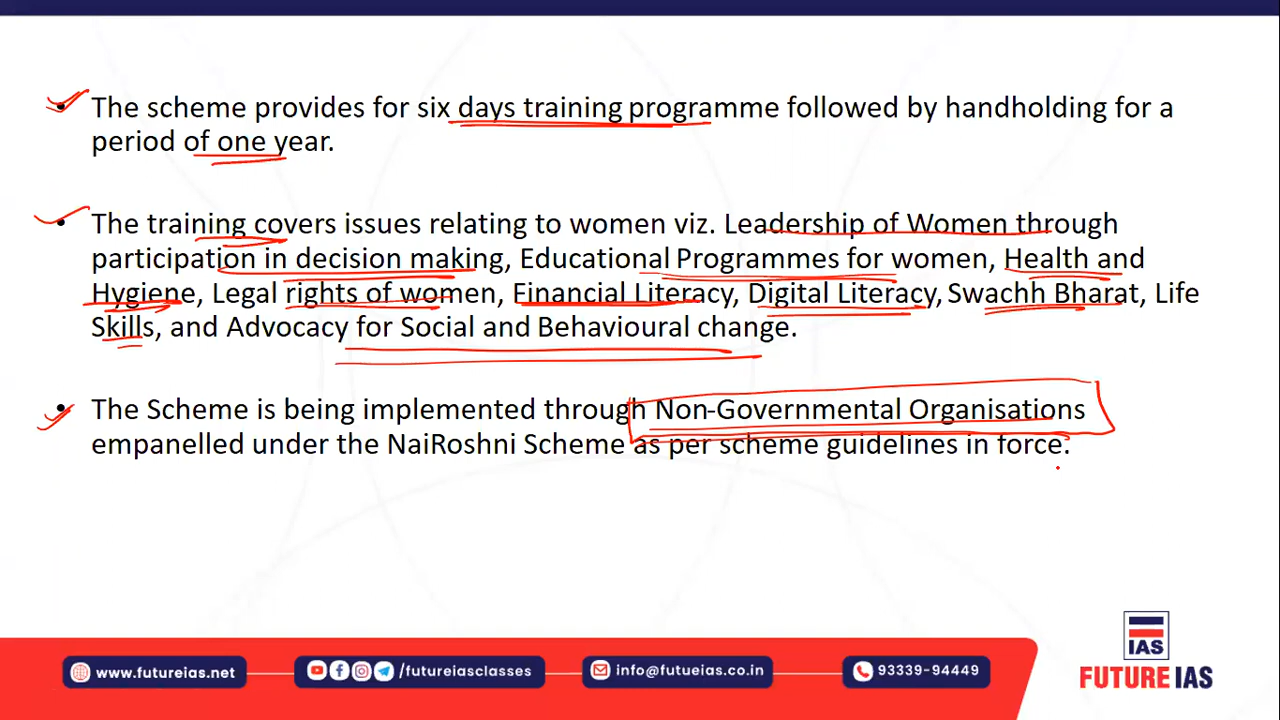 • The scheme provides for six days training programme followed by handholding for a
period of one year.
• The training covers issues relating to women viz. Leadership of Women through
participation in decision making, Educational Programmes for women, Health and
Hygiene, Legal rights of women, Financial Literacy, Digital Literacy, Swachh Bharat, Life
Skills, and Advocacy for Social and Behavioural change.
• The Scheme is being implemented through Non-Governmental Organisations
empanelled under the NaiRoshni Scheme as per scheme guidelines in force.
IAS
www.futureias.net /futureiasclasses info@futueias.co.in 93339-94449
FUTURE IAS